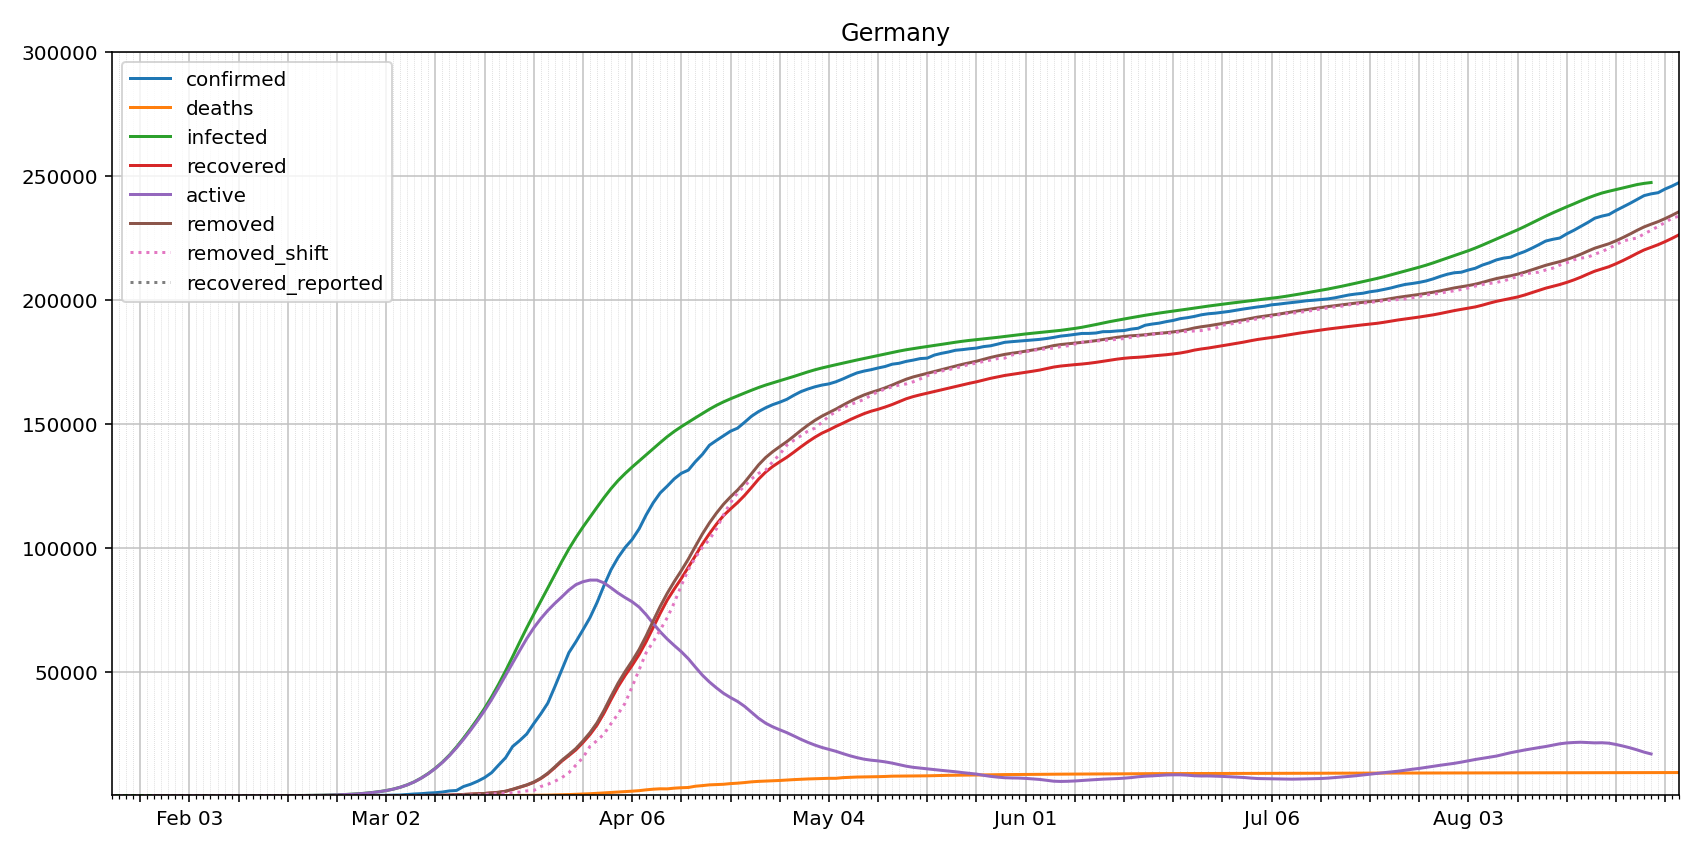 Germany
300000
250000
200000
150000
100000
50000
confirmed
deaths
infected
recovered
active
removed
removed_shift
recovered_reported
Feb 03
Mar 02
Apr 06
May 04
Jun 01
Jul 06
Aug 03